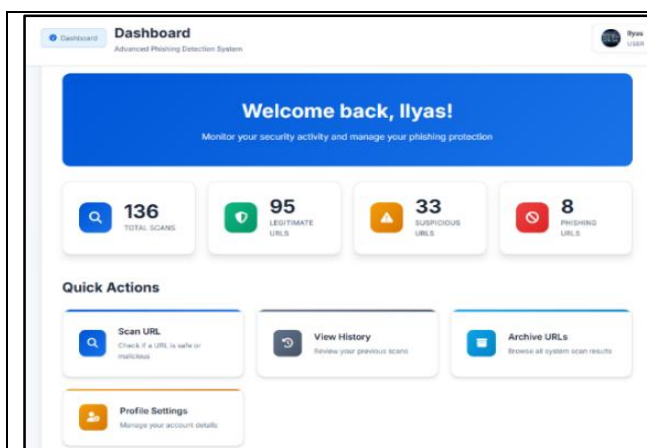 Dashboard
Dashboard
Advanced Phishing Detection System
Ilyas
USER
Welcome back, Ilyas!
Monitor your security activity and manage your phishing protection
136
TOTAL SCANS
95
LEGITIMATE
URLS
33
SUSPICIOUS
URLS
8
PHISHING
URLS
Quick Actions
Scan URL
Check if a URL is safe or
malicious
View History
Review your previous scans
Archive URLs
Browse all system scan results
Profile Settings
Manage your account details